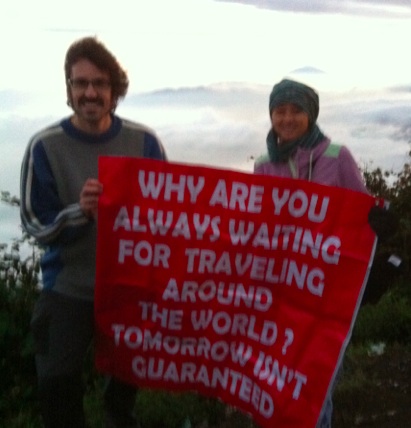 WHY ARE YOU
ALWAYS WAITING
FOR TRAVELING
AROUND
THE WORLD ?
TOMORROW ISN'T
GUARANTEED